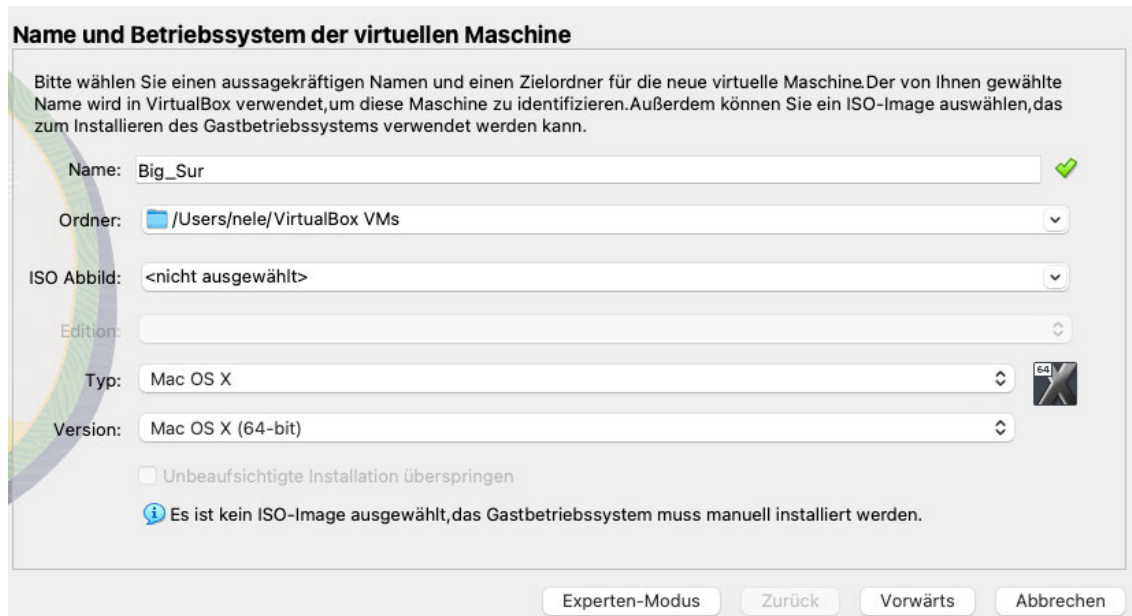 Name und Betriebssystem der virtuellen Maschine
Bitte wählen Sie einen aussagekräftigen Namen und einen Zielordner für die neue virtuelle Maschine.Der von Ihnen gewählte
Name wird in VirtualBox verwendet,um diese Maschine zu identifizieren.Außerdem können Sie ein ISO-Image auswählen,das
zum Installieren des Gastbetriebssystems verwendet werden kann.
Name: Big_Sur
Ordner: /Users/nele/VirtualBox VMs
ISO Abbild: <nicht ausgewählt>
Edition:
Typ: Mac OS X 64
Version: Mac OS X (64-bit)
Unbeaufsichtigte Installation überspringen
Es ist kein ISO-Image ausgewählt,das Gastbetriebssystem muss manuell installiert werden.
Experten-Modus Zurück Vorwärts Abbrechen